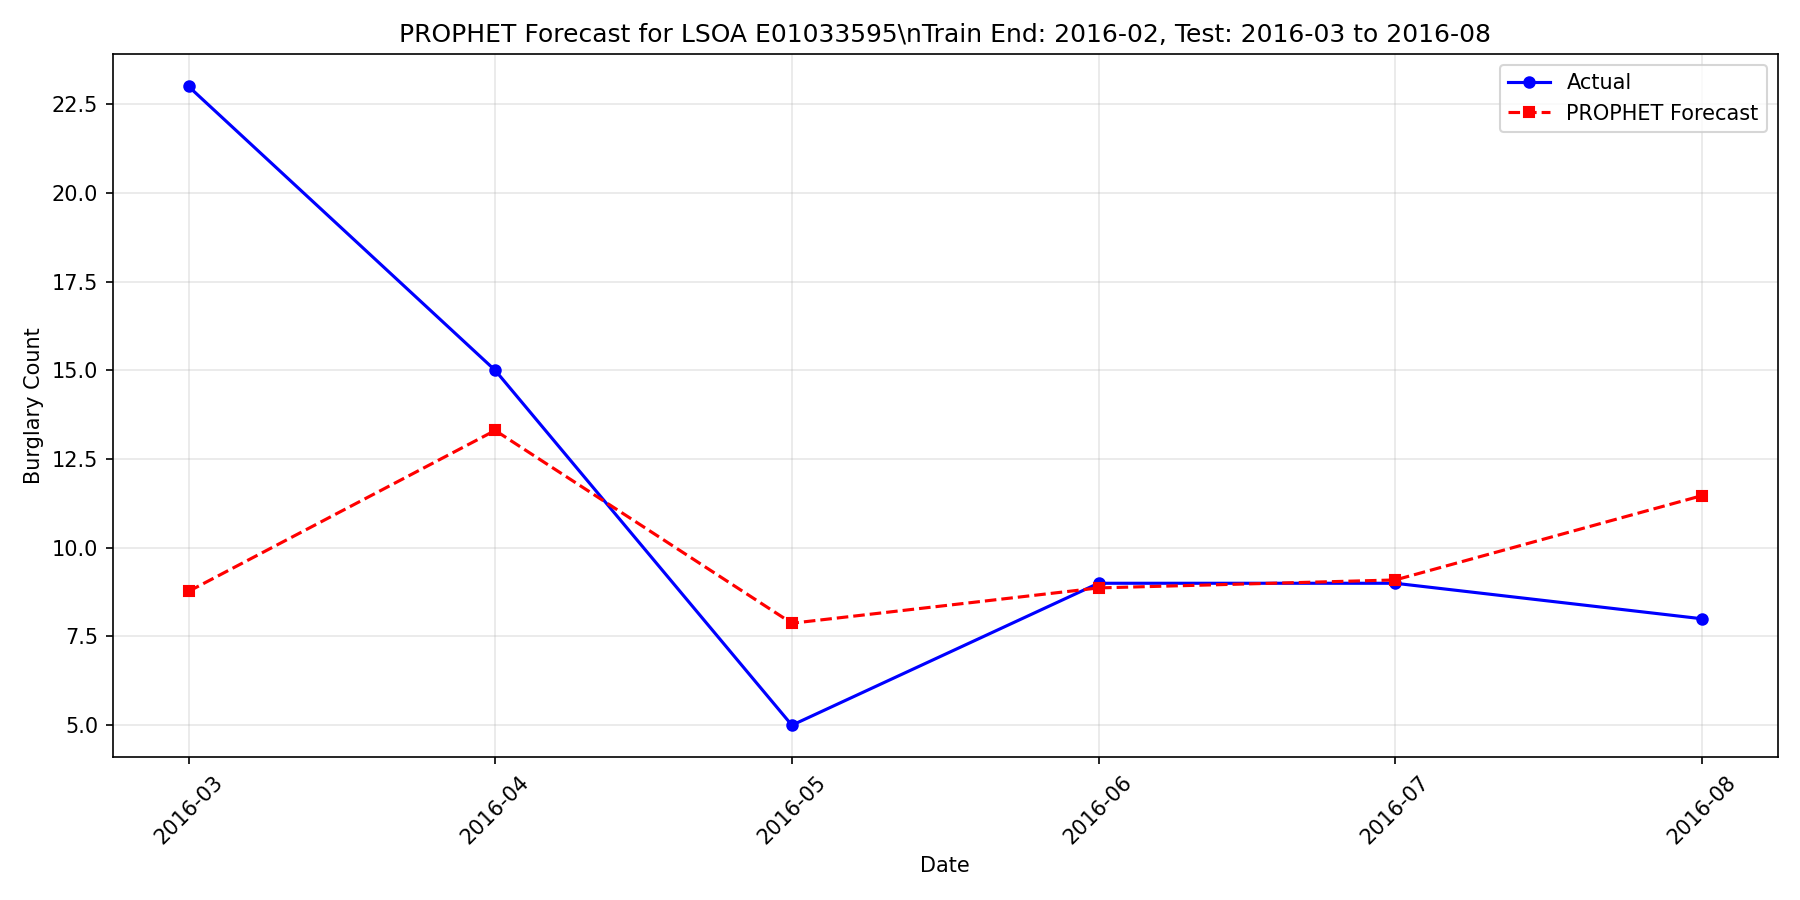 PROPHET Forecast for LSOA E01033595\nTrain End: 2016-02, Test: 2016-03 to 2016-08
Actual
PROPHET Forecast
Burglary Count
22.5
20.0
17.5
15.0
12.5
10.0
7.5
5.0
2016-03
2016-04
2016-05
2016-06
2016-07
2016-08
Date